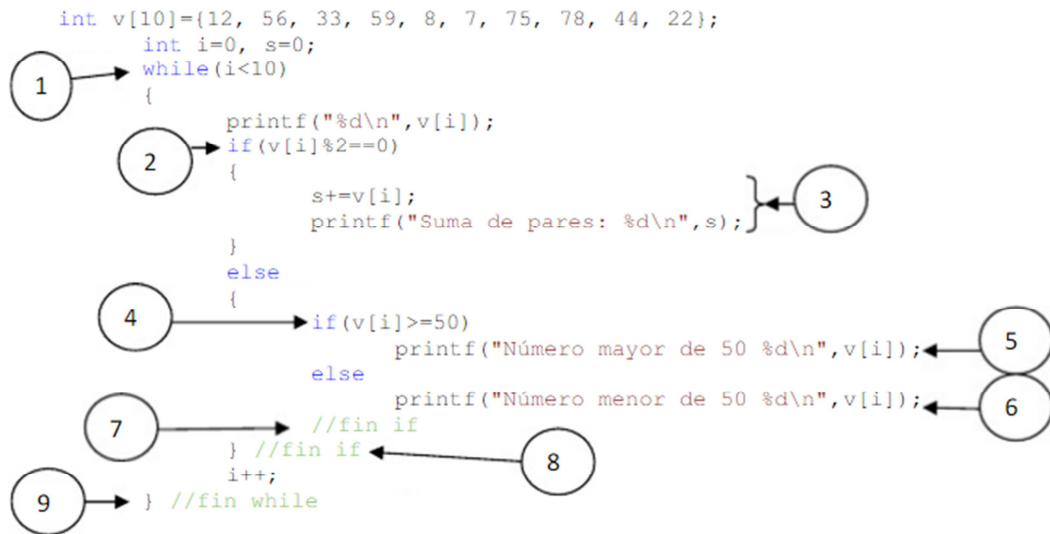 int v[10]={12, 56, 33, 59, 8, 7, 75, 78, 44, 22};
int i=0, s=0;
1 while(i<10)
{
printf("%d\n",v[i]);
2 if(v[i]%2==0)
{
s+=v[i];
3
printf("Suma de pares: %d\n",s);
}
else
{
4 if(v[i]>=50)
printf("Número mayor de 50 %d\n",v[i]); 5
else
printf("Número menor de 50 %d\n",v[i]); 6
7 //fin if
} //fin if 8
i++;
9 } //fin while